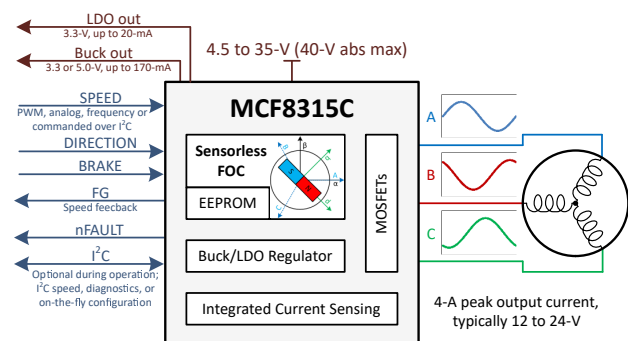 LDO out
3.3-V, up to 20-mA
Buck out
3.3 or 5.0-V, up to 170-mA
4.5 to 35-V (40-V abs max)
SPEED
PWM, analog, frequency or
commanded over I²C
DIRECTION
BRAKE
FG
Speed feecback
nFAULT
I²C
Optional during operation;
I²C speed, diagnostics, or
on-the-fly configuration
MCF8315C
Sensorless
FOC
EEPROM
β
B
q
A
α
S
N
C
d
MOSFETs
Buck/LDO Regulator
Integrated Current Sensing
A
B
C
4-A peak output current,
typically 12 to 24-V